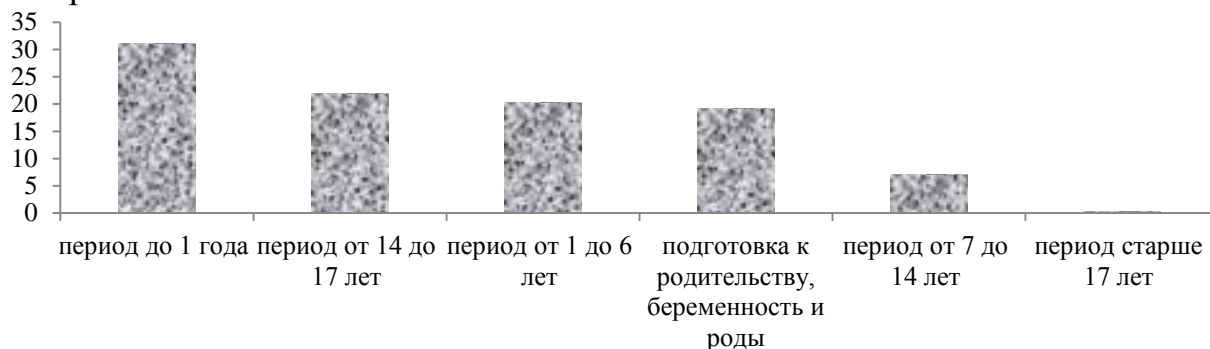 35
30
25
20
15
10
5
0
период до 1 года
период от 14 до
17 лет
период от 1 до 6
лет
подготовка к
родительству,
беременность и
роды
период от 7 до
14 лет
период старше
17 лет